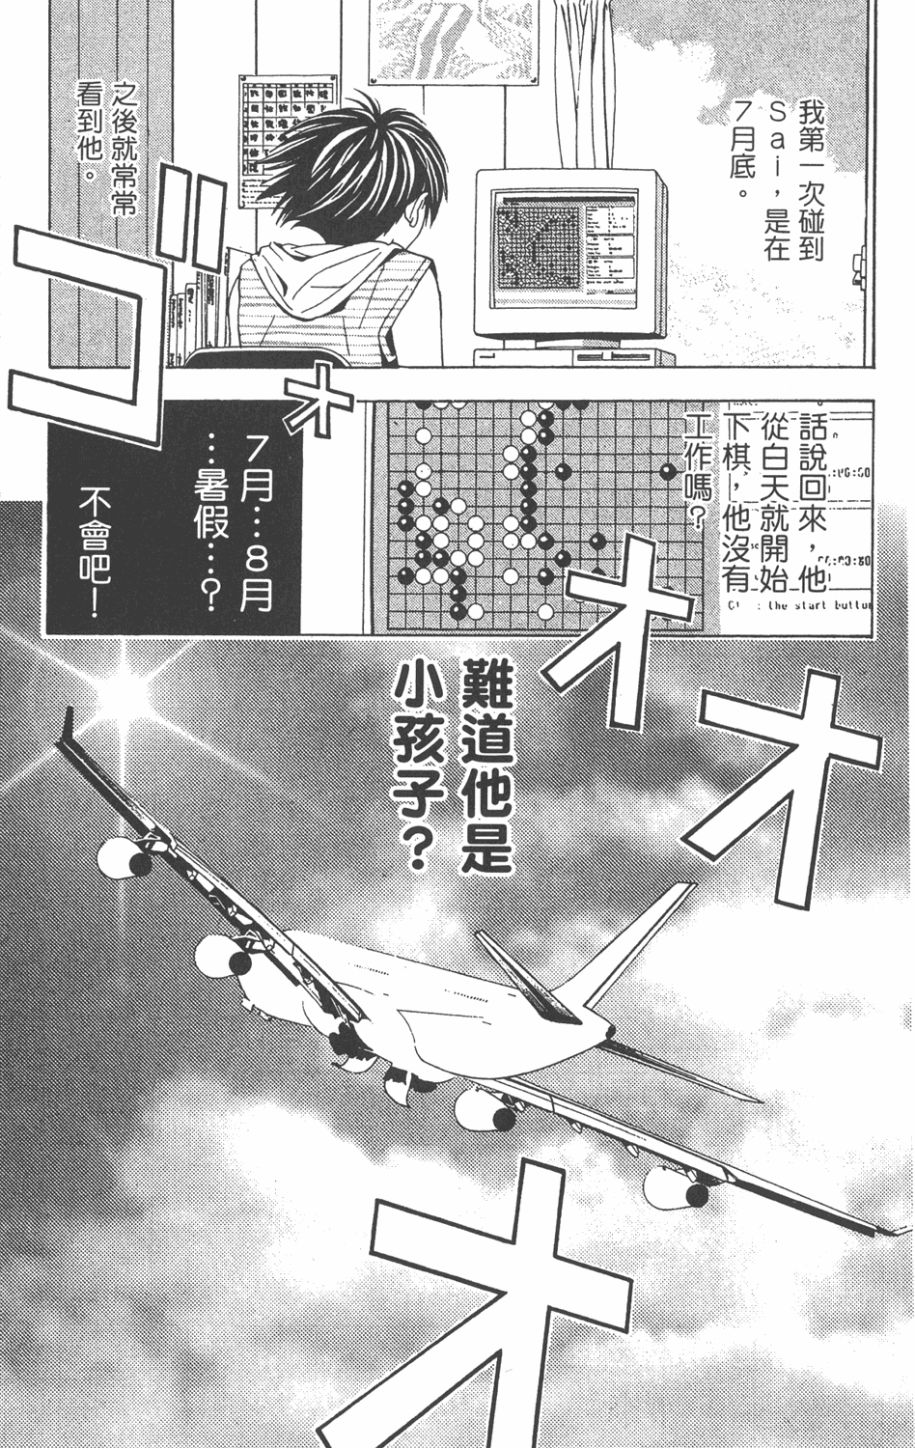 我第一次碰到
Sai，是在
7月底。
之後就常常
看到他。
ゴ
オ
話說回來，他
從白天就開始
下棋，他沒有
工作嗎？
the start button
7月…8月
…暑假…？
不會吧！
オ
オ
難道他是
小孩子？
オ